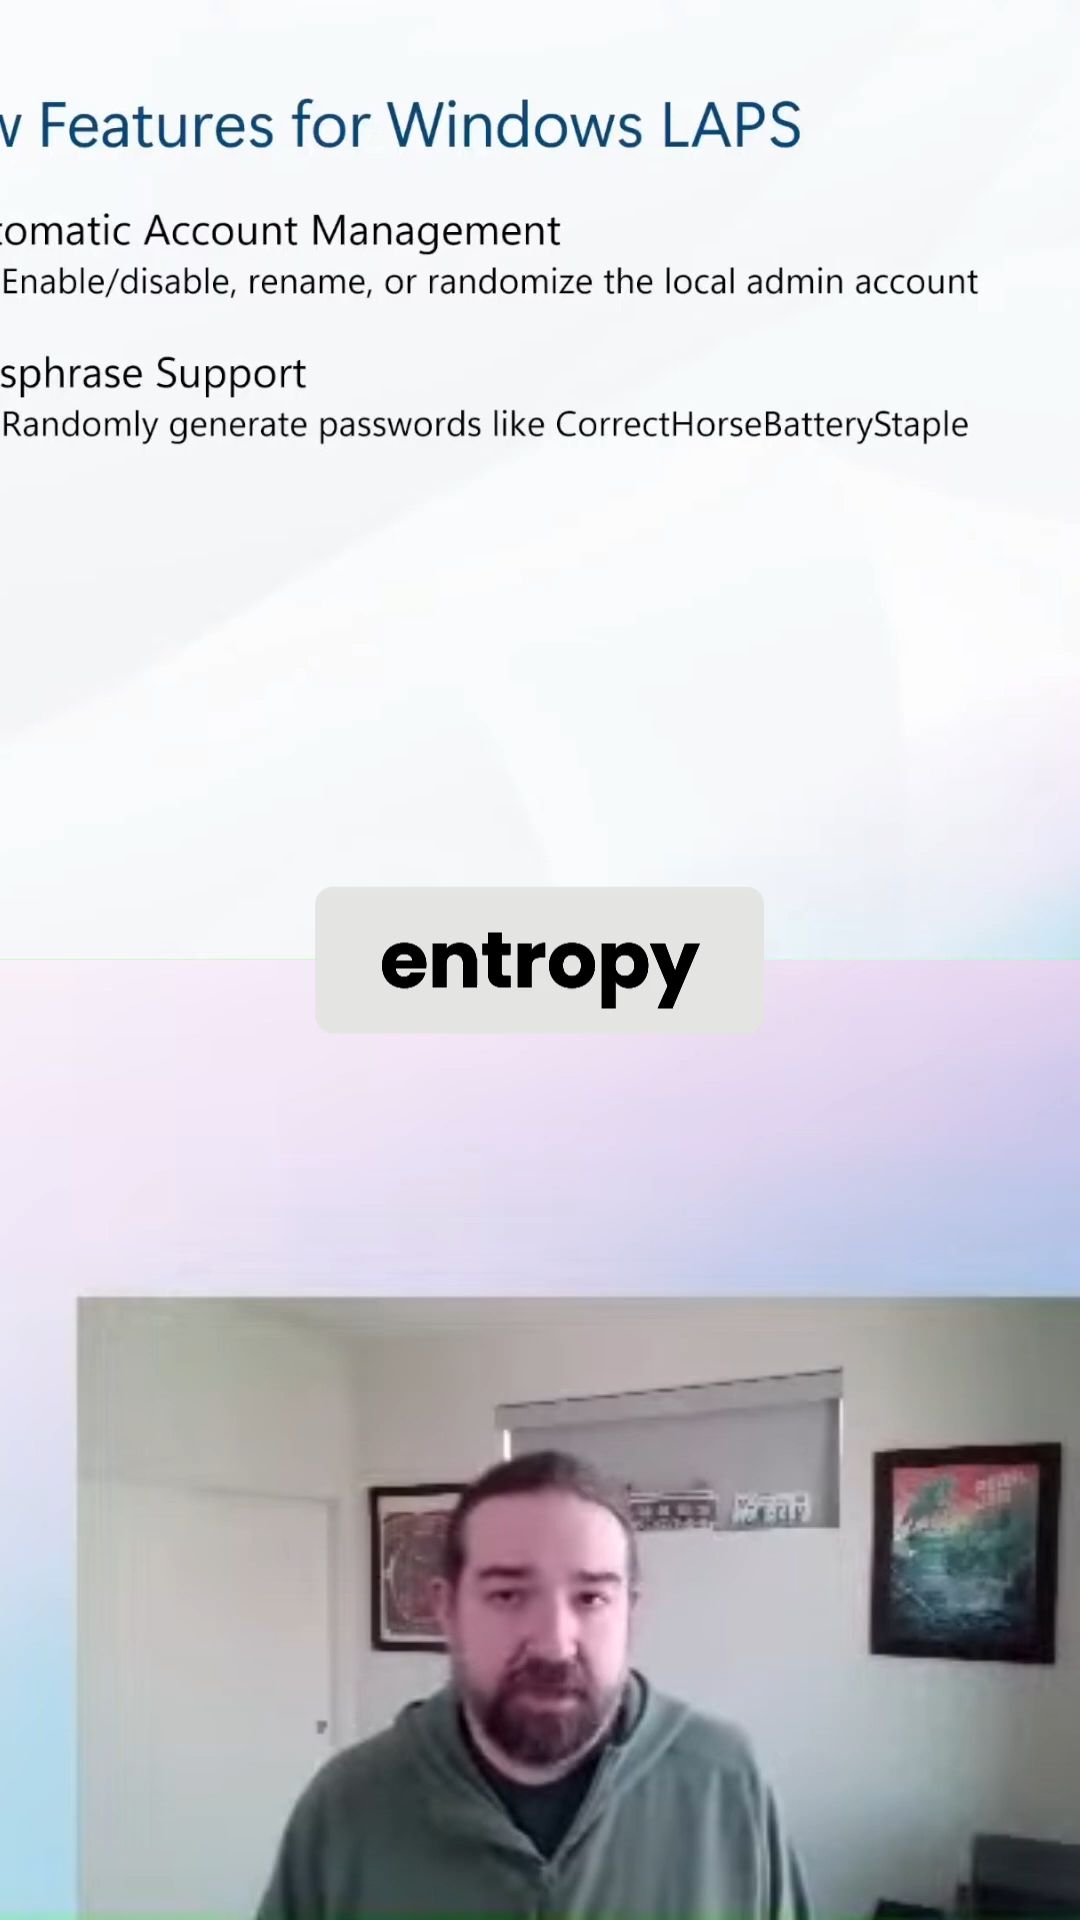 w Features for Windows LAPS
tomatic Account Management
Enable/disable, rename, or randomize the local admin account
sphrase Support
Randomly generate passwords like CorrectHorseBatteryStaple
entropy